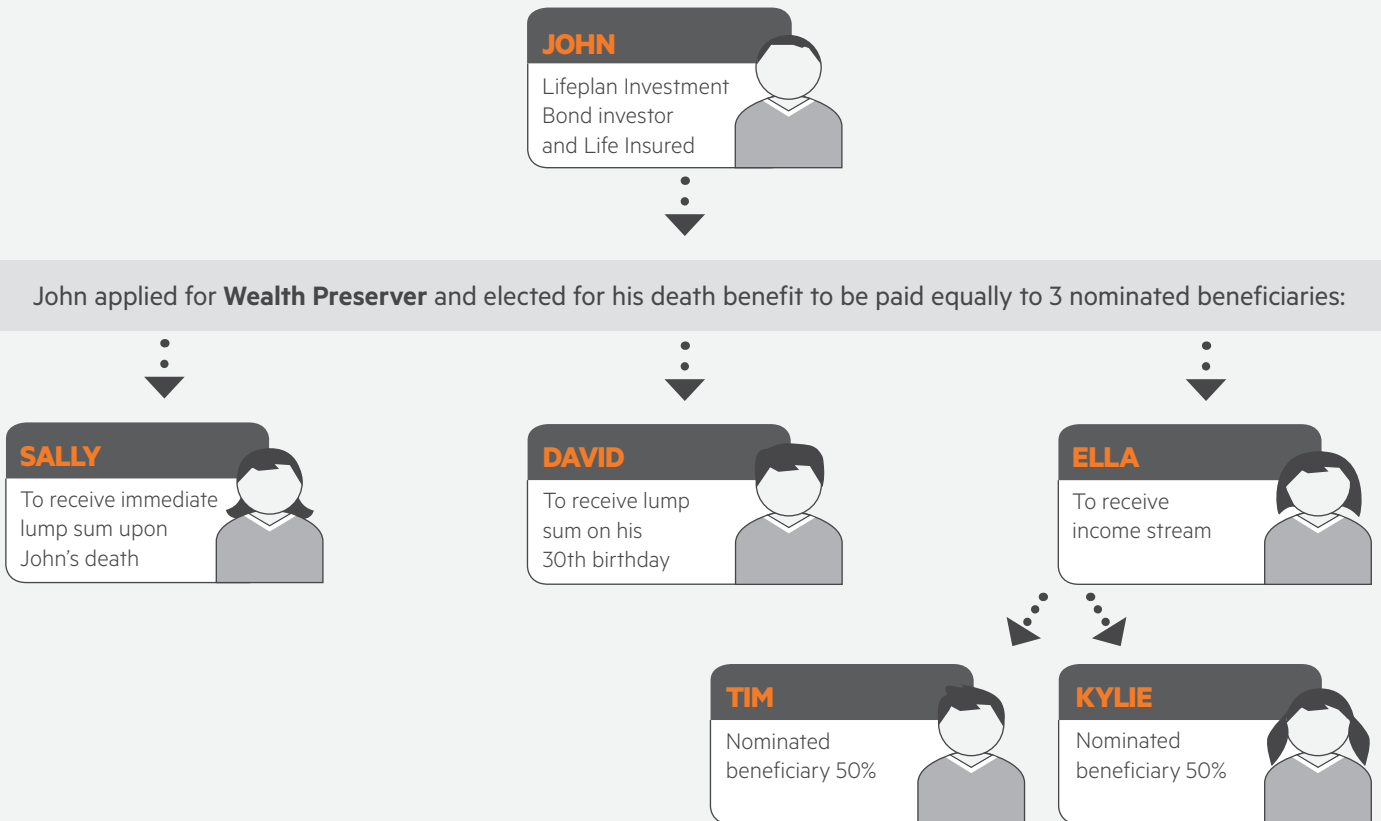 JOHN
Lifeplan Investment
Bond investor
and Life Insured
John applied for Wealth Preserver and elected for his death benefit to be paid equally to 3 nominated beneficiaries:
SALLY
To receive immediate
lump sum upon
John's death
DAVID
To receive lump
sum on his
30th birthday
ELLA
To receive
income stream
TIM
Nominated
beneficiary 50%
KYLIE
Nominated
beneficiary 50%